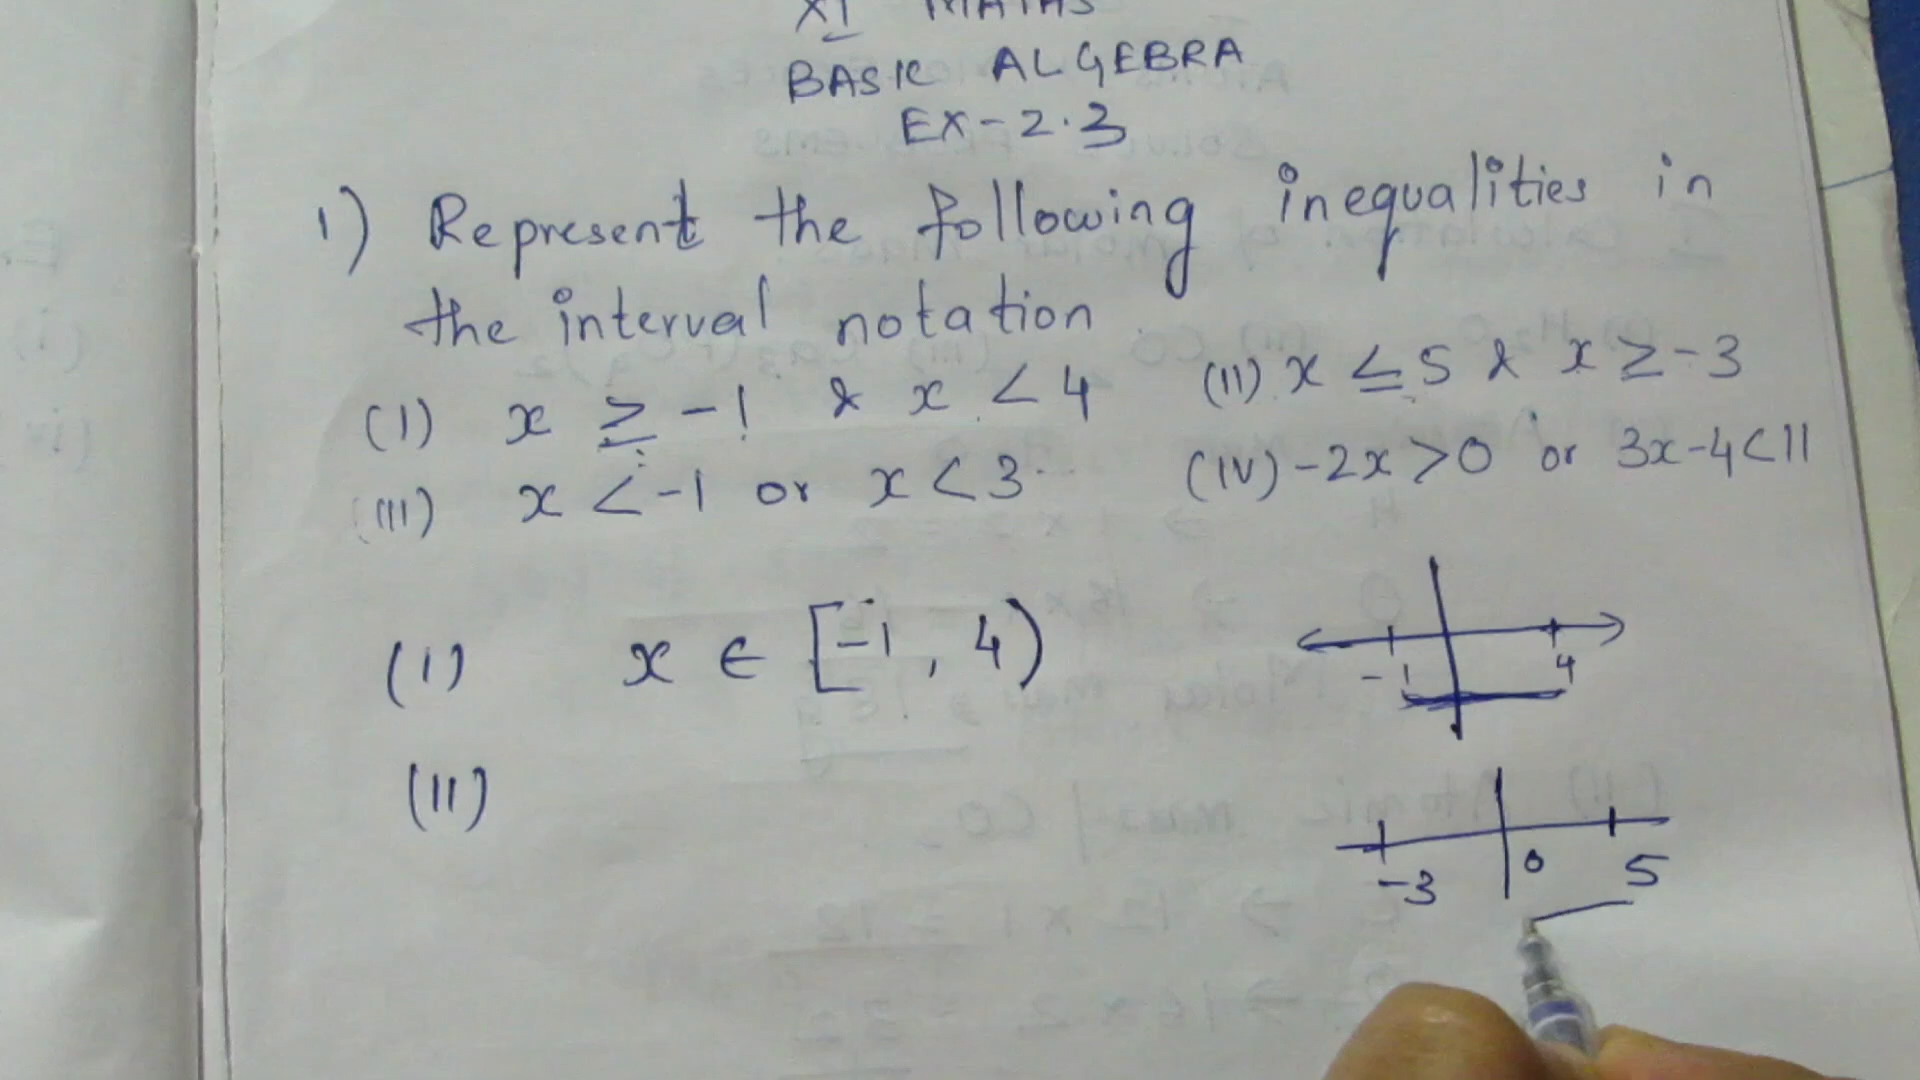 XI MATHS
BASIC ALGEBRA
EX-2.3
1) Represent the following inequalities in
the interval notation
(I) x ≥ -1 & x < 4 (II) x ≤ 5 & x ≥ -3
(III) x < -1 or x < 3 (IV) -2x > 0 or 3x-4 < 11
(I) x ∈ [-1, 4)
-1 4
(II)
-3 0 5